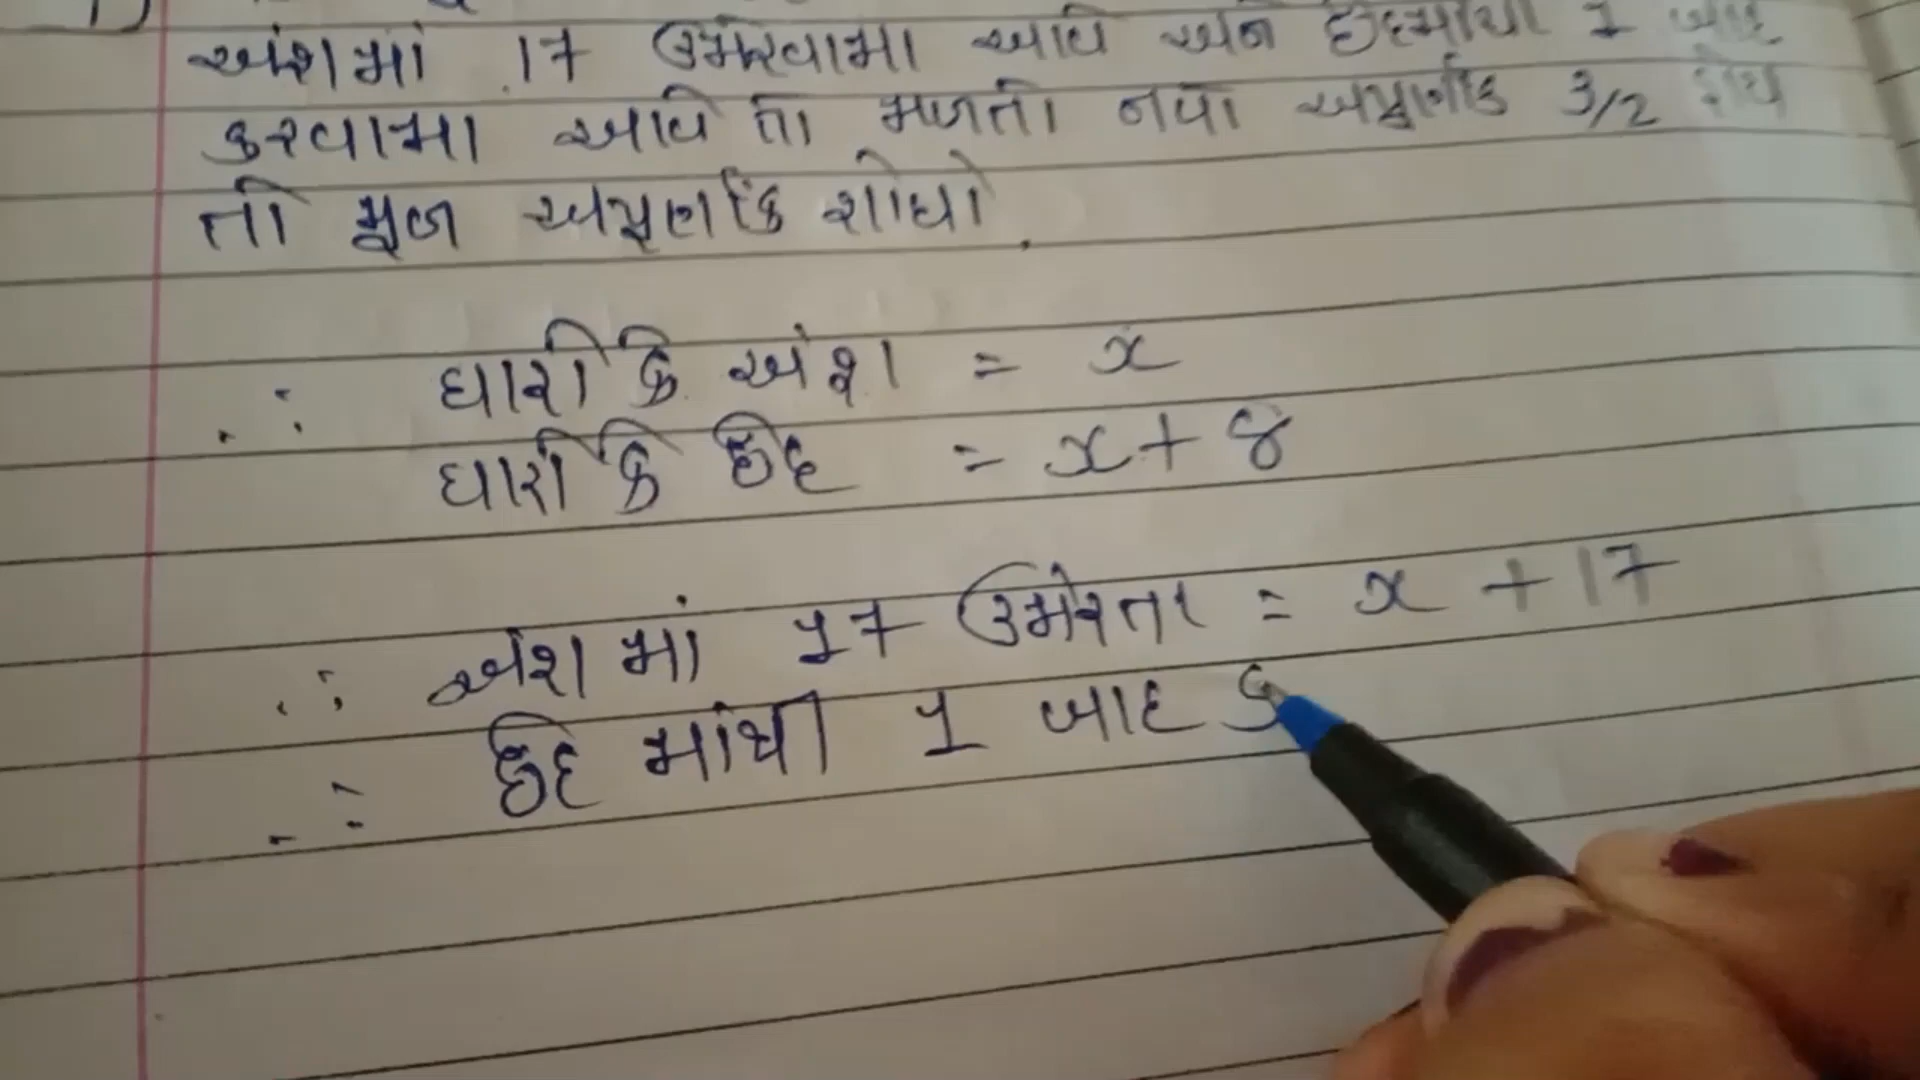 અંશમાં 17 ઉમેરવામા આવે અને છેદમાંથી 1 બાદ
કરવામા આવે તો મળતો નવો અપૂર્ણાંક 3/2 હોય
તો મૂળ અપૂર્ણાંક શોધો.
∴ ધારો કે અંશ = x
ધારો કે છેદ = x + 8
∴ અંશ માં 17 ઉમેરતા = x + 17
∴ છેદ માંથી 1 બાદ ક